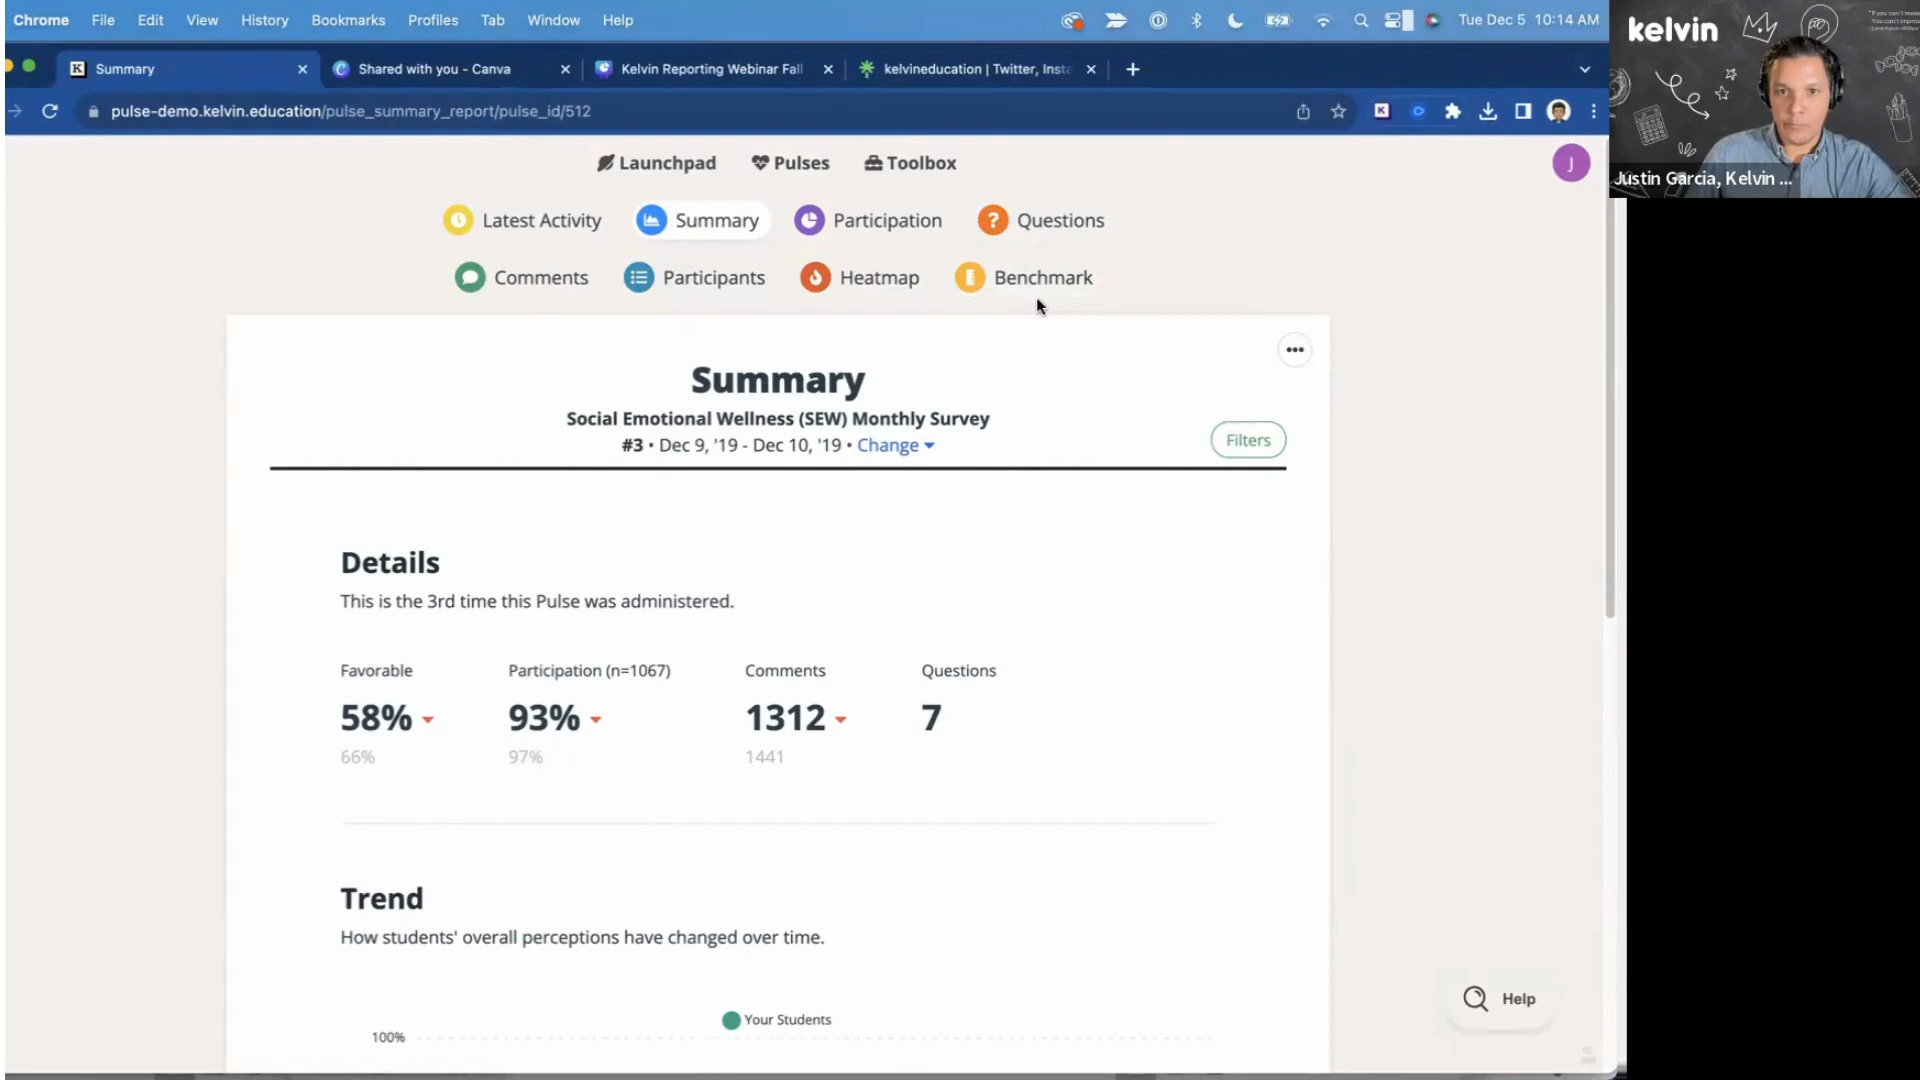 Chrome File Edit View History Bookmarks Profiles Tab Window Help Tue Dec 5 10:14 AM
Summary Shared with you - Canva Kelvin Reporting Webinar Fall kelvineducation | Twitter, Insta
pulse-demo.kelvin.education/pulse_summary_report/pulse_id/512
kelvin
Justin Garcia, Kelvin ...
Launchpad Pulses Toolbox
J
Latest Activity Summary Participation Questions
Comments Participants Heatmap Benchmark
Summary
Social Emotional Wellness (SEW) Monthly Survey
#3 • Dec 9, '19 - Dec 10, '19 • Change
Filters
Details
This is the 3rd time this Pulse was administered.
Favorable Participation (n=1067) Comments Questions
58% 93% 1312 7
66% 97% 1441
Trend
How students' overall perceptions have changed over time.
Your Students
100%
Help